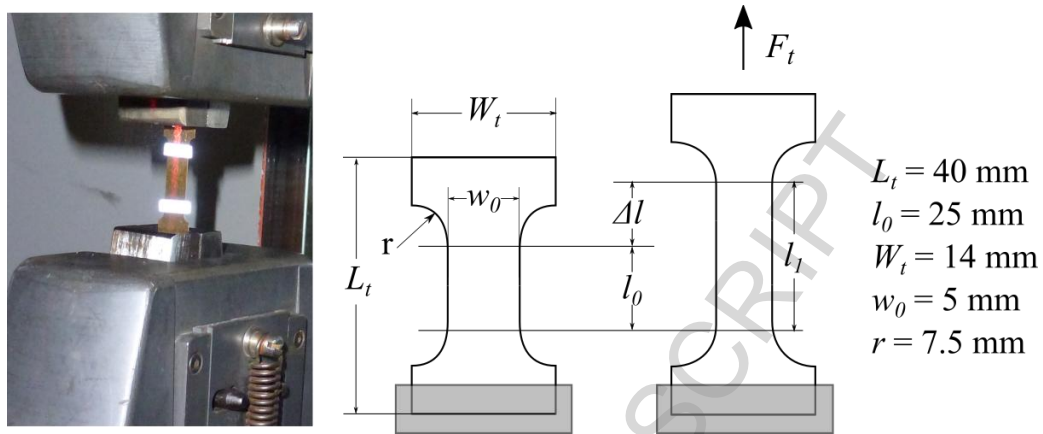 F_t
W_t
w_0
r
Δl
L_t
l_0
l_1
L_t = 40 mm
l_0 = 25 mm
W_t = 14 mm
w_0 = 5 mm
r = 7.5 mm
SCRIPT